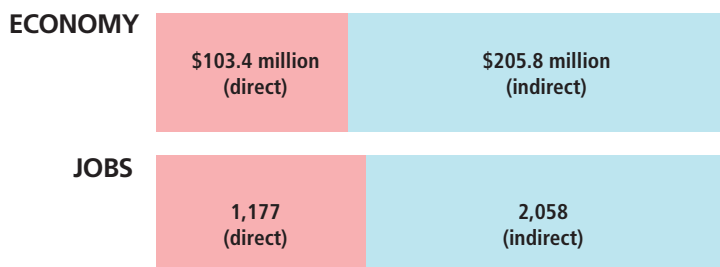 ECONOMY
$103.4 million
(direct)
$205.8 million
(indirect)
JOBS
1,177
(direct)
2,058
(indirect)